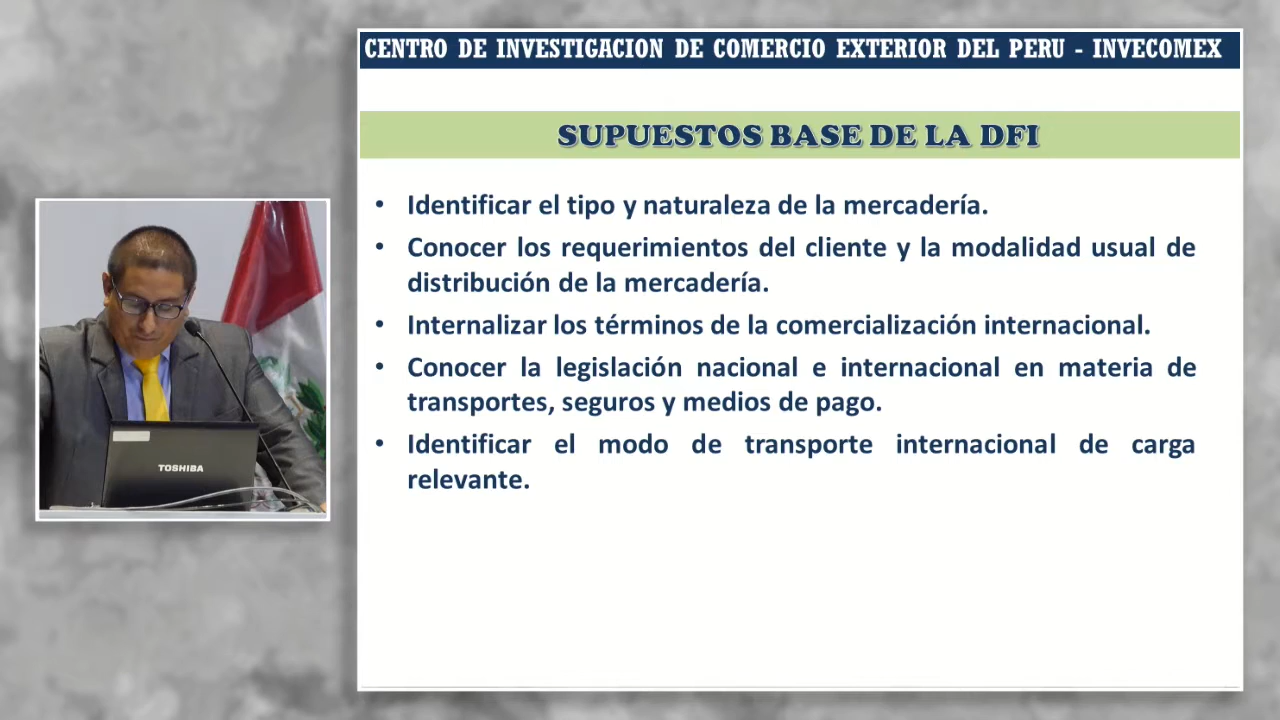 CENTRO DE INVESTIGACION DE COMERCIO EXTERIOR DEL PERU - INVECOMEX
SUPUESTOS BASE DE LA DFI
• Identificar el tipo y naturaleza de la mercadería.
• Conocer los requerimientos del cliente y la modalidad usual de
distribución de la mercadería.
• Internalizar los términos de la comercialización internacional.
• Conocer la legislación nacional e internacional en materia de
transportes, seguros y medios de pago.
• Identificar el modo de transporte internacional de carga
relevante.
TOSHIBA